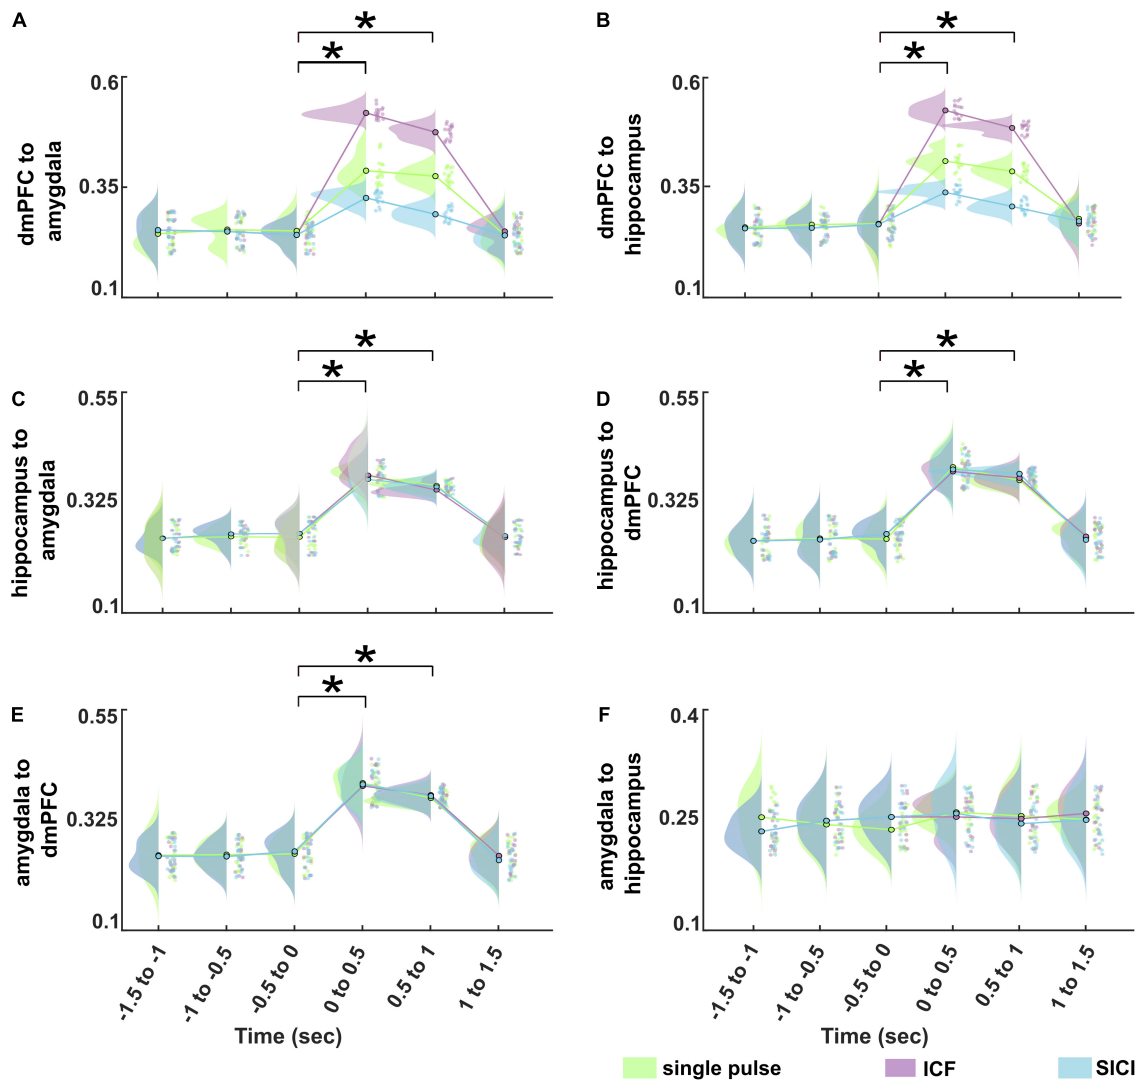 A
*
*
0.6
0.35
0.1
dmPFC to
amygdala
B
*
*
0.6
0.35
0.1
dmPFC to
hippocampus
C
*
*
0.55
0.325
0.1
hippocampus to
amygdala
D
*
*
0.55
0.325
0.1
hippocampus to
dmPFC
E
*
*
0.55
0.325
0.1
amygdala to
dmPFC
-1.5 to -1
-1 to -0.5
-0.5 to 0
0 to 0.5
0.5 to 1
1 to 1.5
Time (sec)
F
0.4
0.25
0.1
amygdala to
hippocampus
-1.5 to -1
-1 to -0.5
-0.5 to 0
0 to 0.5
0.5 to 1
1 to 1.5
Time (sec)
single pulse
ICF
SICI